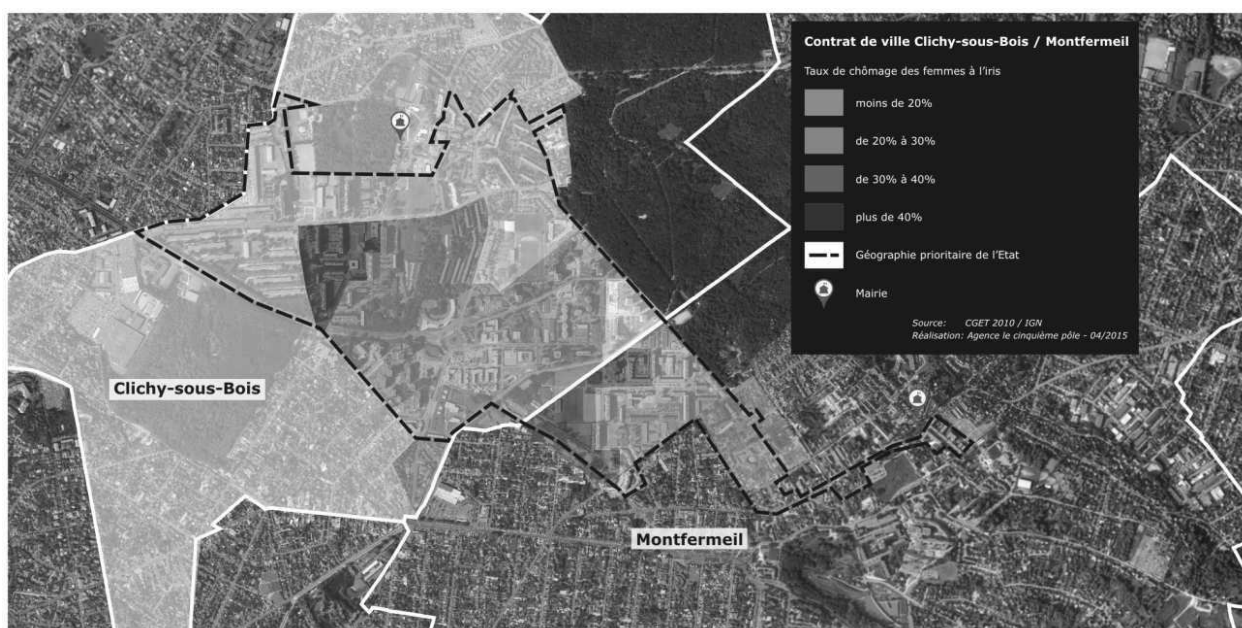 Contrat de ville Clichy-sous-Bois / Montfermeil
Taux de chômage des femmes à l’iris
moins de 20%
de 20% à 30%
de 30% à 40%
plus de 40%
Géographie prioritaire de l’Etat
Mairie
Source: CGET 2010 / IGN
Réalisation: Agence le cinquième pôle - 04/2015
Clichy-sous-Bois
Montfermeil